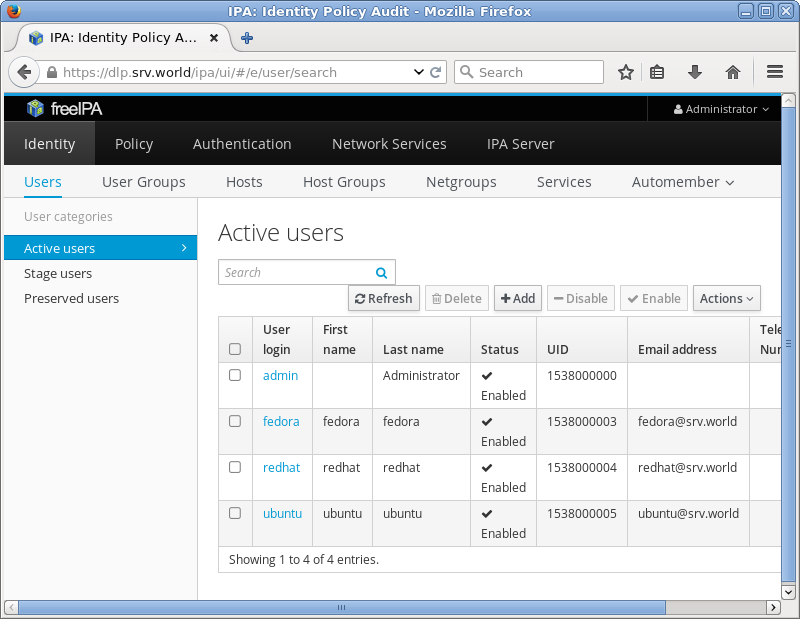 IPA: Identity Policy Audit - Mozilla Firefox
IPA: Identity Policy A...
https://dlp.srv.world/ipa/ui/#/e/user/search
Search
freeIPA
Administrator
Identity Policy Authentication Network Services IPA Server
Users User Groups Hosts Host Groups Netgroups Services Automember
User categories
Active users
Stage users
Preserved users
Active users
Search
Refresh Delete Add Disable Enable Actions
User login First name Last name Status UID Email address
admin Administrator Enabled 1538000000
fedora fedora fedora Enabled 1538000003 fedora@srv.world
redhat redhat redhat Enabled 1538000004 redhat@srv.world
ubuntu ubuntu ubuntu Enabled 1538000005 ubuntu@srv.world
Showing 1 to 4 of 4 entries.